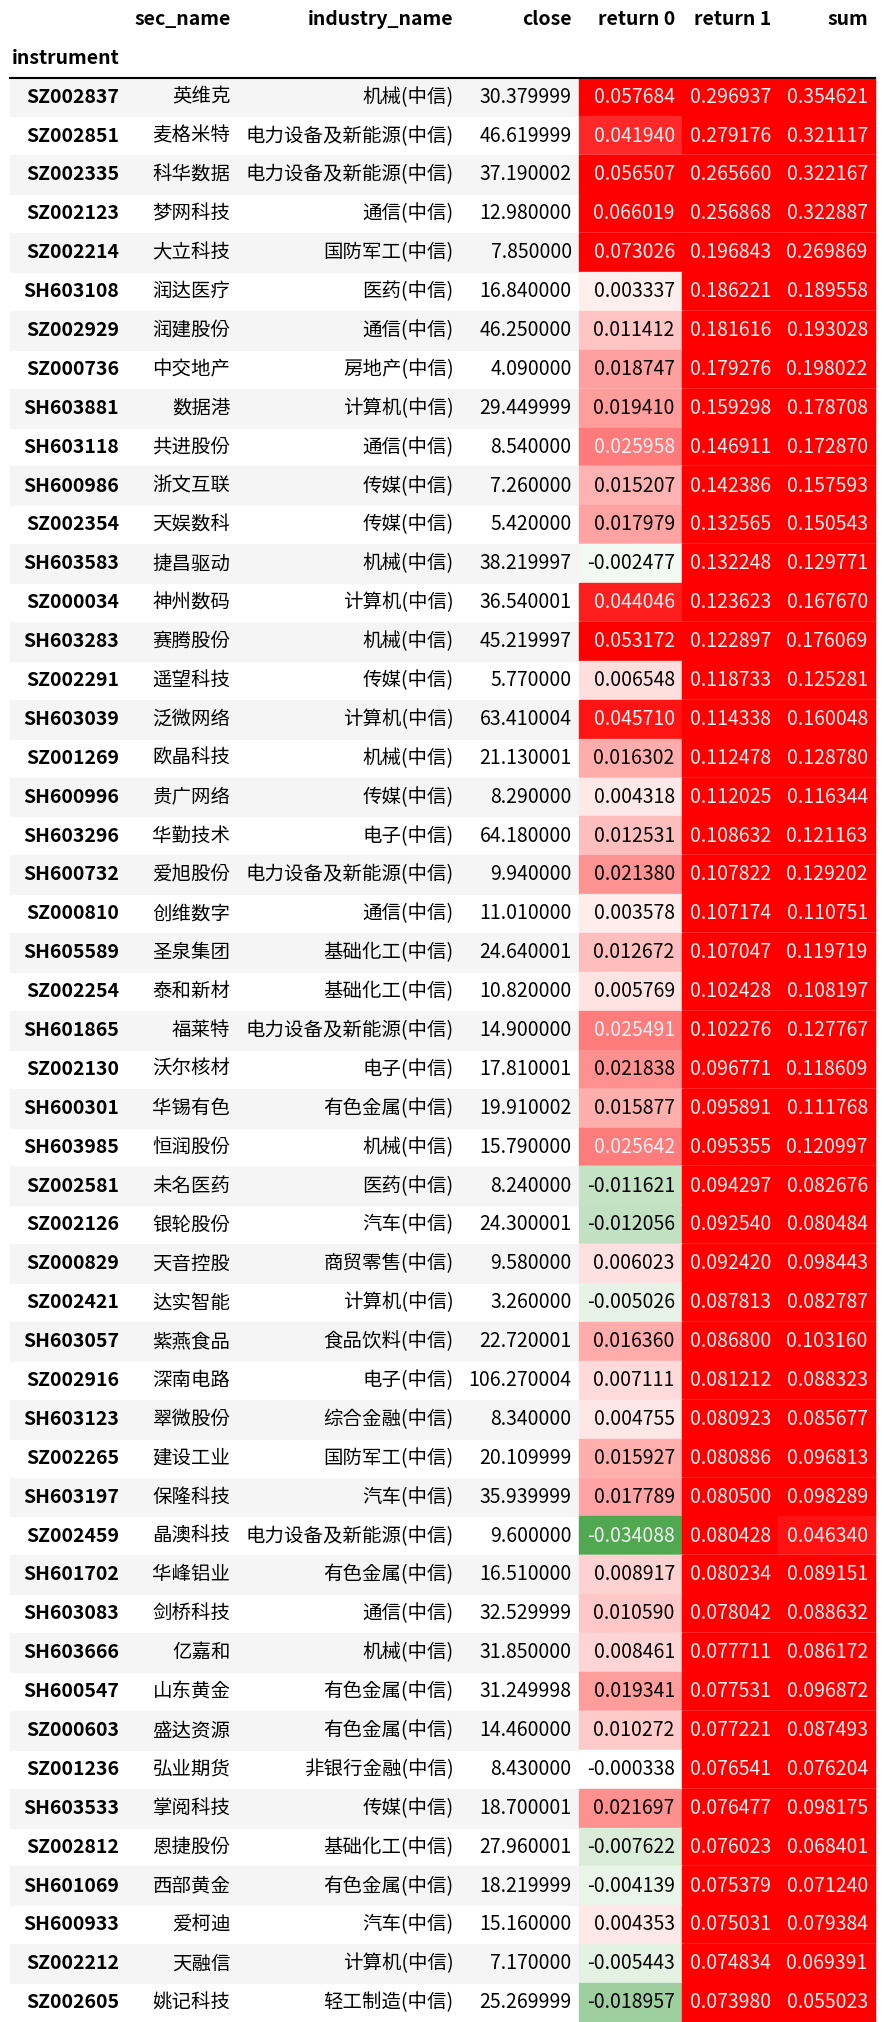 sec_name industry_name close return 0 return 1 sum
instrument
SZ002837 英维克 机械(中信) 30.379999 0.057684 0.296937 0.354621
SZ002851 麦格米特 电力设备及新能源(中信) 46.619999 0.041940 0.279176 0.321117
SZ002335 科华数据 电力设备及新能源(中信) 37.190002 0.056507 0.265660 0.322167
SZ002123 梦网科技 通信(中信) 12.980000 0.066019 0.256868 0.322887
SZ002214 大立科技 国防军工(中信) 7.850000 0.073026 0.196843 0.269869
SH603108 润达医疗 医药(中信) 16.840000 0.003337 0.186221 0.189558
SZ002929 润建股份 通信(中信) 46.250000 0.011412 0.181616 0.193028
SZ000736 中交地产 房地产(中信) 4.090000 0.018747 0.179276 0.198022
SH603881 数据港 计算机(中信) 29.449999 0.019410 0.159298 0.178708
SH603118 共进股份 通信(中信) 8.540000 0.025958 0.146911 0.172870
SH600986 浙文互联 传媒(中信) 7.260000 0.015207 0.142386 0.157593
SZ002354 天娱数科 传媒(中信) 5.420000 0.017979 0.132565 0.150543
SH603583 捷昌驱动 机械(中信) 38.219997 -0.002477 0.132248 0.129771
SZ000034 神州数码 计算机(中信) 36.540001 0.044046 0.123623 0.167670
SH603283 赛腾股份 机械(中信) 45.219997 0.053172 0.122897 0.176069
SZ002291 遥望科技 传媒(中信) 5.770000 0.006548 0.118733 0.125281
SH603039 泛微网络 计算机(中信) 63.410004 0.045710 0.114338 0.160048
SZ001269 欧晶科技 机械(中信) 21.130001 0.016302 0.112478 0.128780
SH600996 贵广网络 传媒(中信) 8.290000 0.004318 0.112025 0.116344
SH603296 华勤技术 电子(中信) 64.180000 0.012531 0.108632 0.121163
SH600732 爱旭股份 电力设备及新能源(中信) 9.940000 0.021380 0.107822 0.129202
SZ000810 创维数字 通信(中信) 11.010000 0.003578 0.107174 0.110751
SH605589 圣泉集团 基础化工(中信) 24.640001 0.012672 0.107047 0.119719
SZ002254 泰和新材 基础化工(中信) 10.820000 0.005769 0.102428 0.108197
SH601865 福莱特 电力设备及新能源(中信) 14.900000 0.025491 0.102276 0.127767
SZ002130 沃尔核材 电子(中信) 17.810001 0.021838 0.096771 0.118609
SH600301 华锡有色 有色金属(中信) 19.910002 0.015877 0.095891 0.111768
SH603985 恒润股份 机械(中信) 15.790000 0.025642 0.095355 0.120997
SZ002581 未名医药 医药(中信) 8.240000 -0.011621 0.094297 0.082676
SZ002126 银轮股份 汽车(中信) 24.300001 -0.012056 0.092540 0.080484
SZ000829 天音控股 商贸零售(中信) 9.580000 0.006023 0.092420 0.098443
SZ002421 达实智能 计算机(中信) 3.260000 -0.005026 0.087813 0.082787
SH603057 紫燕食品 食品饮料(中信) 22.720001 0.016360 0.086800 0.103160
SZ002916 深南电路 电子(中信) 106.270004 0.007111 0.081212 0.088323
SH603123 翠微股份 综合金融(中信) 8.340000 0.004755 0.080923 0.085677
SZ002265 建设工业 国防军工(中信) 20.109999 0.015927 0.080886 0.096813
SH603197 保隆科技 汽车(中信) 35.939999 0.017789 0.080500 0.098289
SZ002459 晶澳科技 电力设备及新能源(中信) 9.600000 -0.034088 0.080428 0.046340
SH601702 华峰铝业 有色金属(中信) 16.510000 0.008917 0.080234 0.089151
SH603083 剑桥科技 通信(中信) 32.529999 0.010590 0.078042 0.088632
SH603666 亿嘉和 机械(中信) 31.850000 0.008461 0.077711 0.086172
SH600547 山东黄金 有色金属(中信) 31.249998 0.019341 0.077531 0.096872
SZ000603 盛达资源 有色金属(中信) 14.460000 0.010272 0.077221 0.087493
SZ001236 弘业期货 非银行金融(中信) 8.430000 -0.000338 0.076541 0.076204
SH603533 掌阅科技 传媒(中信) 18.700001 0.021697 0.076477 0.098175
SZ002812 恩捷股份 基础化工(中信) 27.960001 -0.007622 0.076023 0.068401
SH601069 西部黄金 有色金属(中信) 18.219999 -0.004139 0.075379 0.071240
SH600933 爱柯迪 汽车(中信) 15.160000 0.004353 0.075031 0.079384
SZ002212 天融信 计算机(中信) 7.170000 -0.005443 0.074834 0.069391
SZ002605 姚记科技 轻工制造(中信) 25.269999 -0.018957 0.073980 0.055023